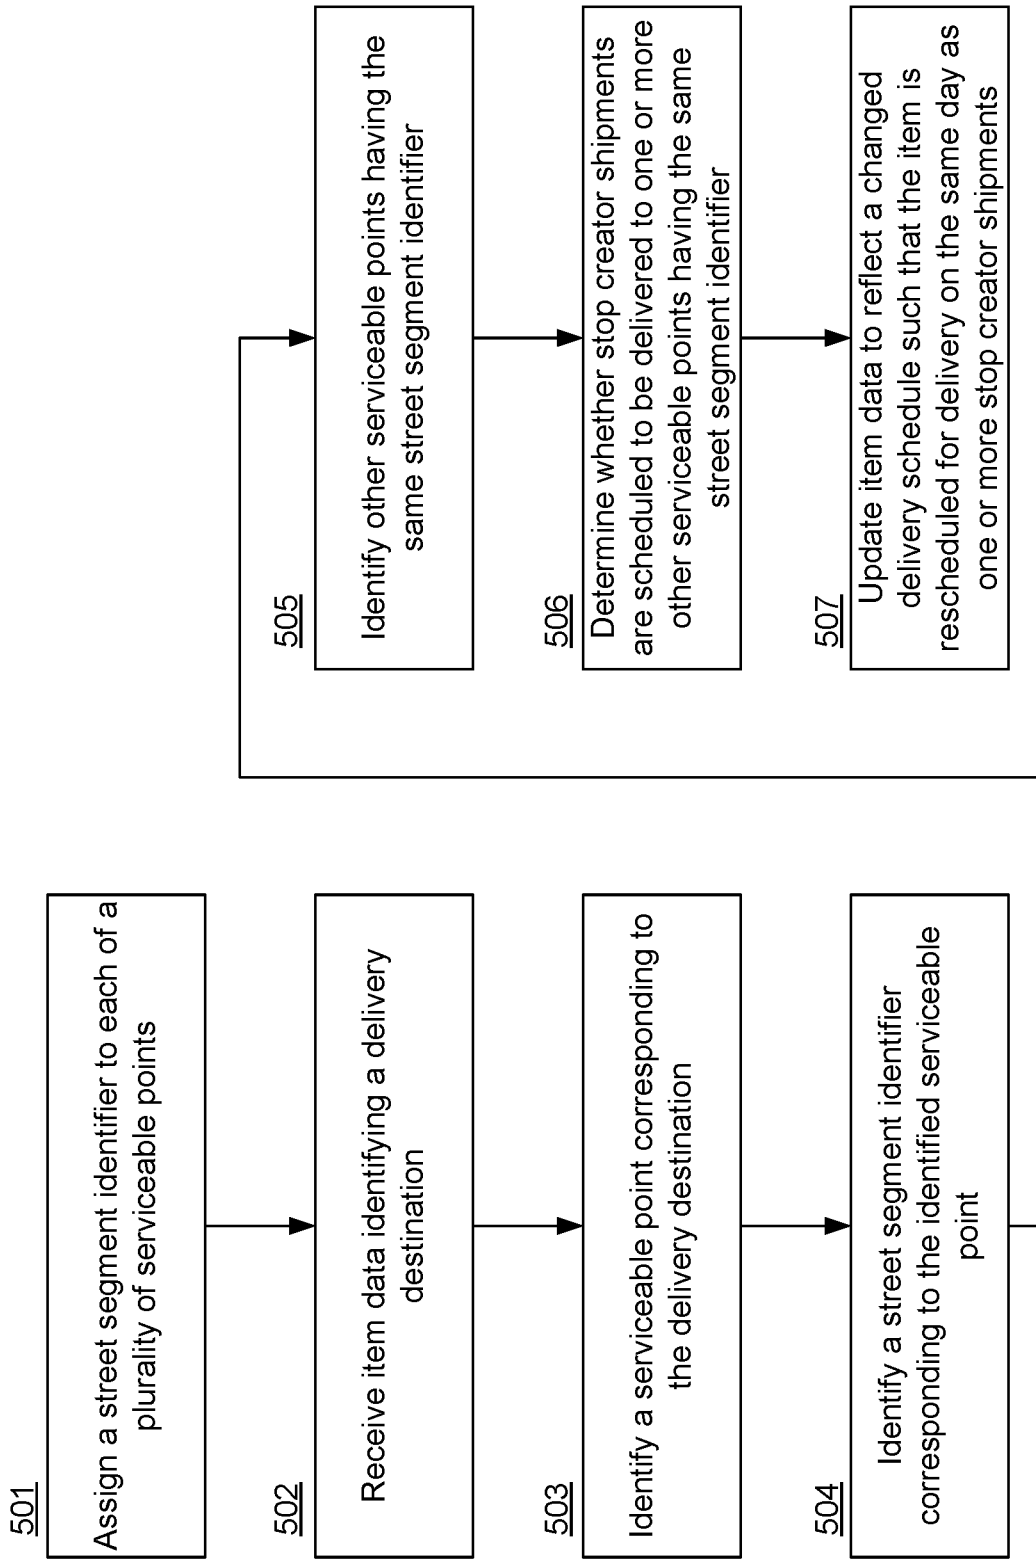 501
Assign a street segment identifier to each of a
plurality of serviceable points
502
Receive item data identifying a delivery
destination
503
Identify a serviceable point corresponding to
the delivery destination
504
Identify a street segment identifier
corresponding to the identified serviceable
point
505
Identify other serviceable points having the
same street segment identifier
506
Determine whether stop creator shipments
are scheduled to be delivered to one or more
other serviceable points having the same
street segment identifier
507
Update item data to reflect a changed
delivery schedule such that the item is
rescheduled for delivery on the same day as
one or more stop creator shipments